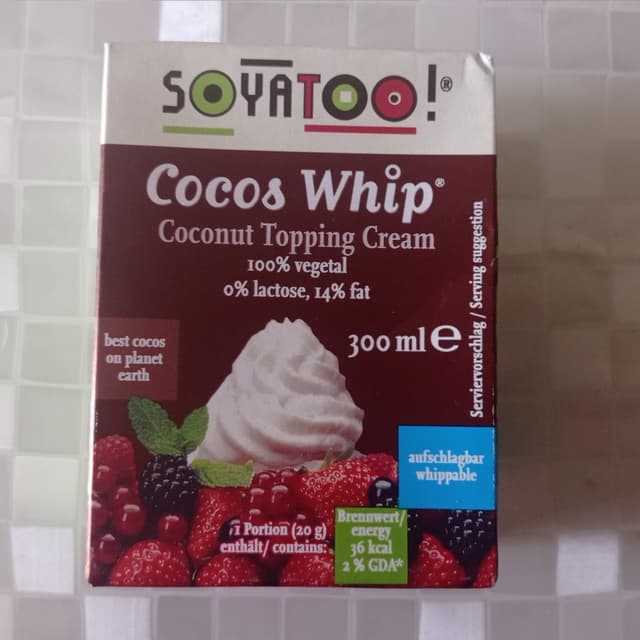 SOYATOO!®
Cocos Whip®
Coconut Topping Cream
100% vegetal
0% lactose, 14% fat
300 ml e
Serviervorschlag / Serving suggestion
best cocos
on planet
earth
aufschlagbar
whippable
1 Portion (20 g)
enthält/ contains:
Brennwert/
energy
36 kcal
2 % GDA*